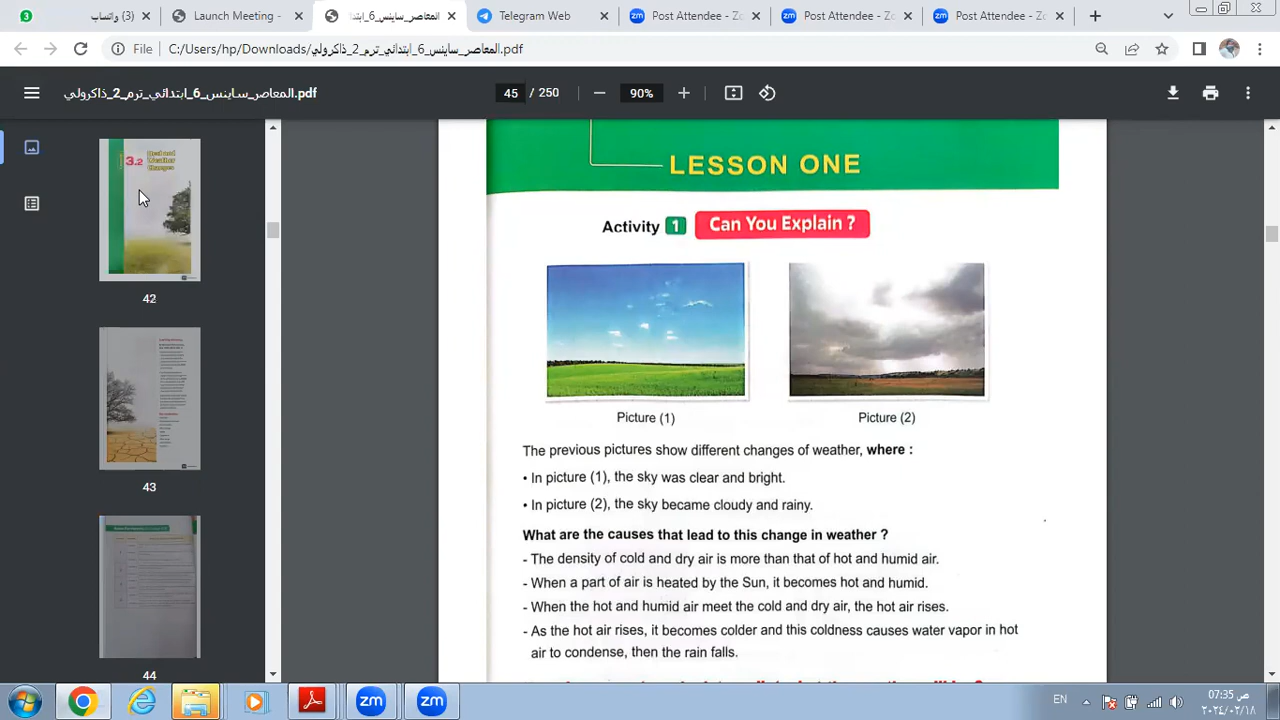 Launch Meeting -
المعاصر_ساينس_6_ابتدا
Telegram Web
Post Attendee - Zo
Post Attendee - Zo
Post Attendee - Zo
File
C:/Users/hp/Downloads/المعاصر_ساينس_6_ابتدائي_ترم_2_ذاكرولي.pdf
المعاصر_ساينس_6_ابتدائي_ترم_2_ذاكرولي.pdf
45 / 250
90%
3.2 Heat and
Weather
Changes
42
43
44
LESSON ONE
Activity 1 Can You Explain ?
Picture (1)
Picture (2)
The previous pictures show different changes of weather, where :
• In picture (1), the sky was clear and bright.
• In picture (2), the sky became cloudy and rainy.
What are the causes that lead to this change in weather ?
- The density of cold and dry air is more than that of hot and humid air.
- When a part of air is heated by the Sun, it becomes hot and humid.
- When the hot and humid air meet the cold and dry air, the hot air rises.
- As the hot air rises, it becomes colder and this coldness causes water vapor in hot
air to condense, then the rain falls.
zm
zm
EN
07:35 ص
٢٠٢٤/٠٢/١٨